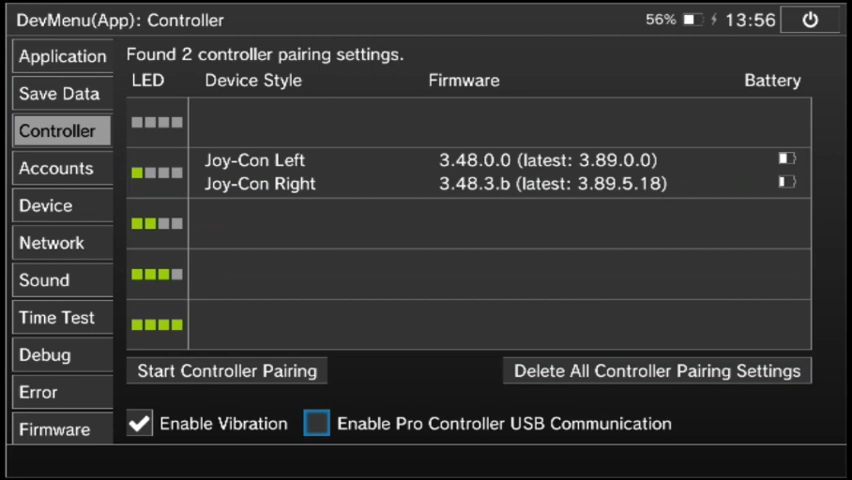 DevMenu(App): Controller
56% 13:56
Application
Save Data
Controller
Accounts
Device
Network
Sound
Time Test
Debug
Error
Firmware
Found 2 controller pairing settings.
LED Device Style Firmware Battery
Joy-Con Left 3.48.0.0 (latest: 3.89.0.0)
Joy-Con Right 3.48.3.b (latest: 3.89.5.18)
Start Controller Pairing Delete All Controller Pairing Settings
Enable Vibration Enable Pro Controller USB Communication